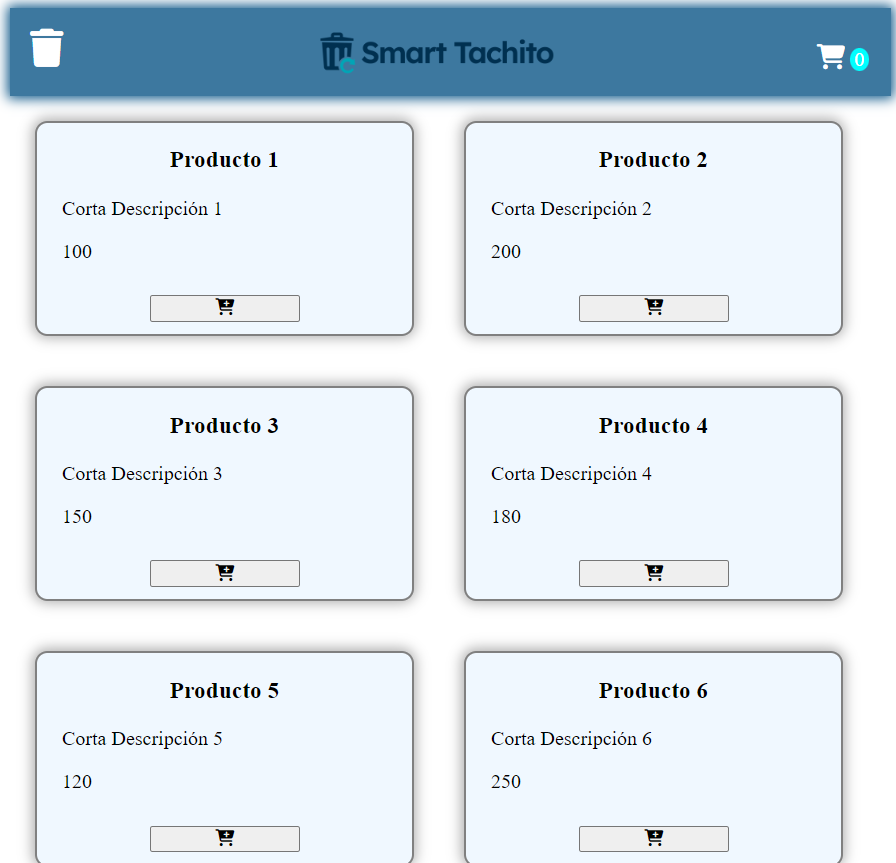 Smart Tachito
0
Producto 1
Corta Descripción 1
100
Producto 2
Corta Descripción 2
200
Producto 3
Corta Descripción 3
150
Producto 4
Corta Descripción 4
180
Producto 5
Corta Descripción 5
120
Producto 6
Corta Descripción 6
250